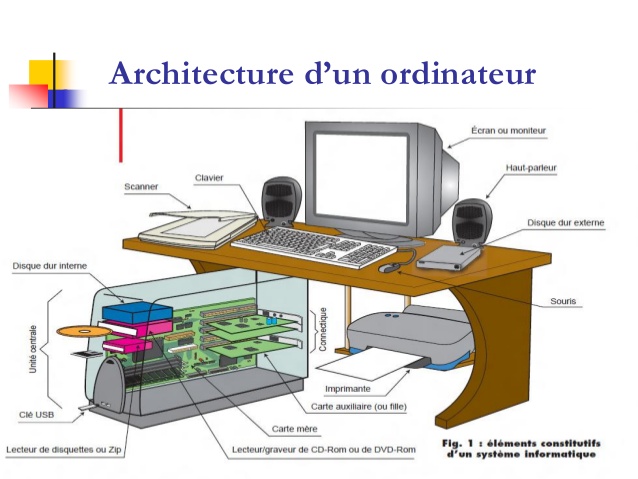 Architecture d'un ordinateur
Écran ou moniteur
Haut-parleur
Clavier
Scanner
Disque dur externe
Disque dur interne
Souris
Unité centrale
Connectique
Imprimante
Carte auxiliaire (ou fille)
Clé USB
Carte mère
Lecteur de disquettes ou Zip
Lecteur/graveur de CD-Rom ou de DVD-Rom
Fig. 1 : éléments constitutifs
d'un système informatique